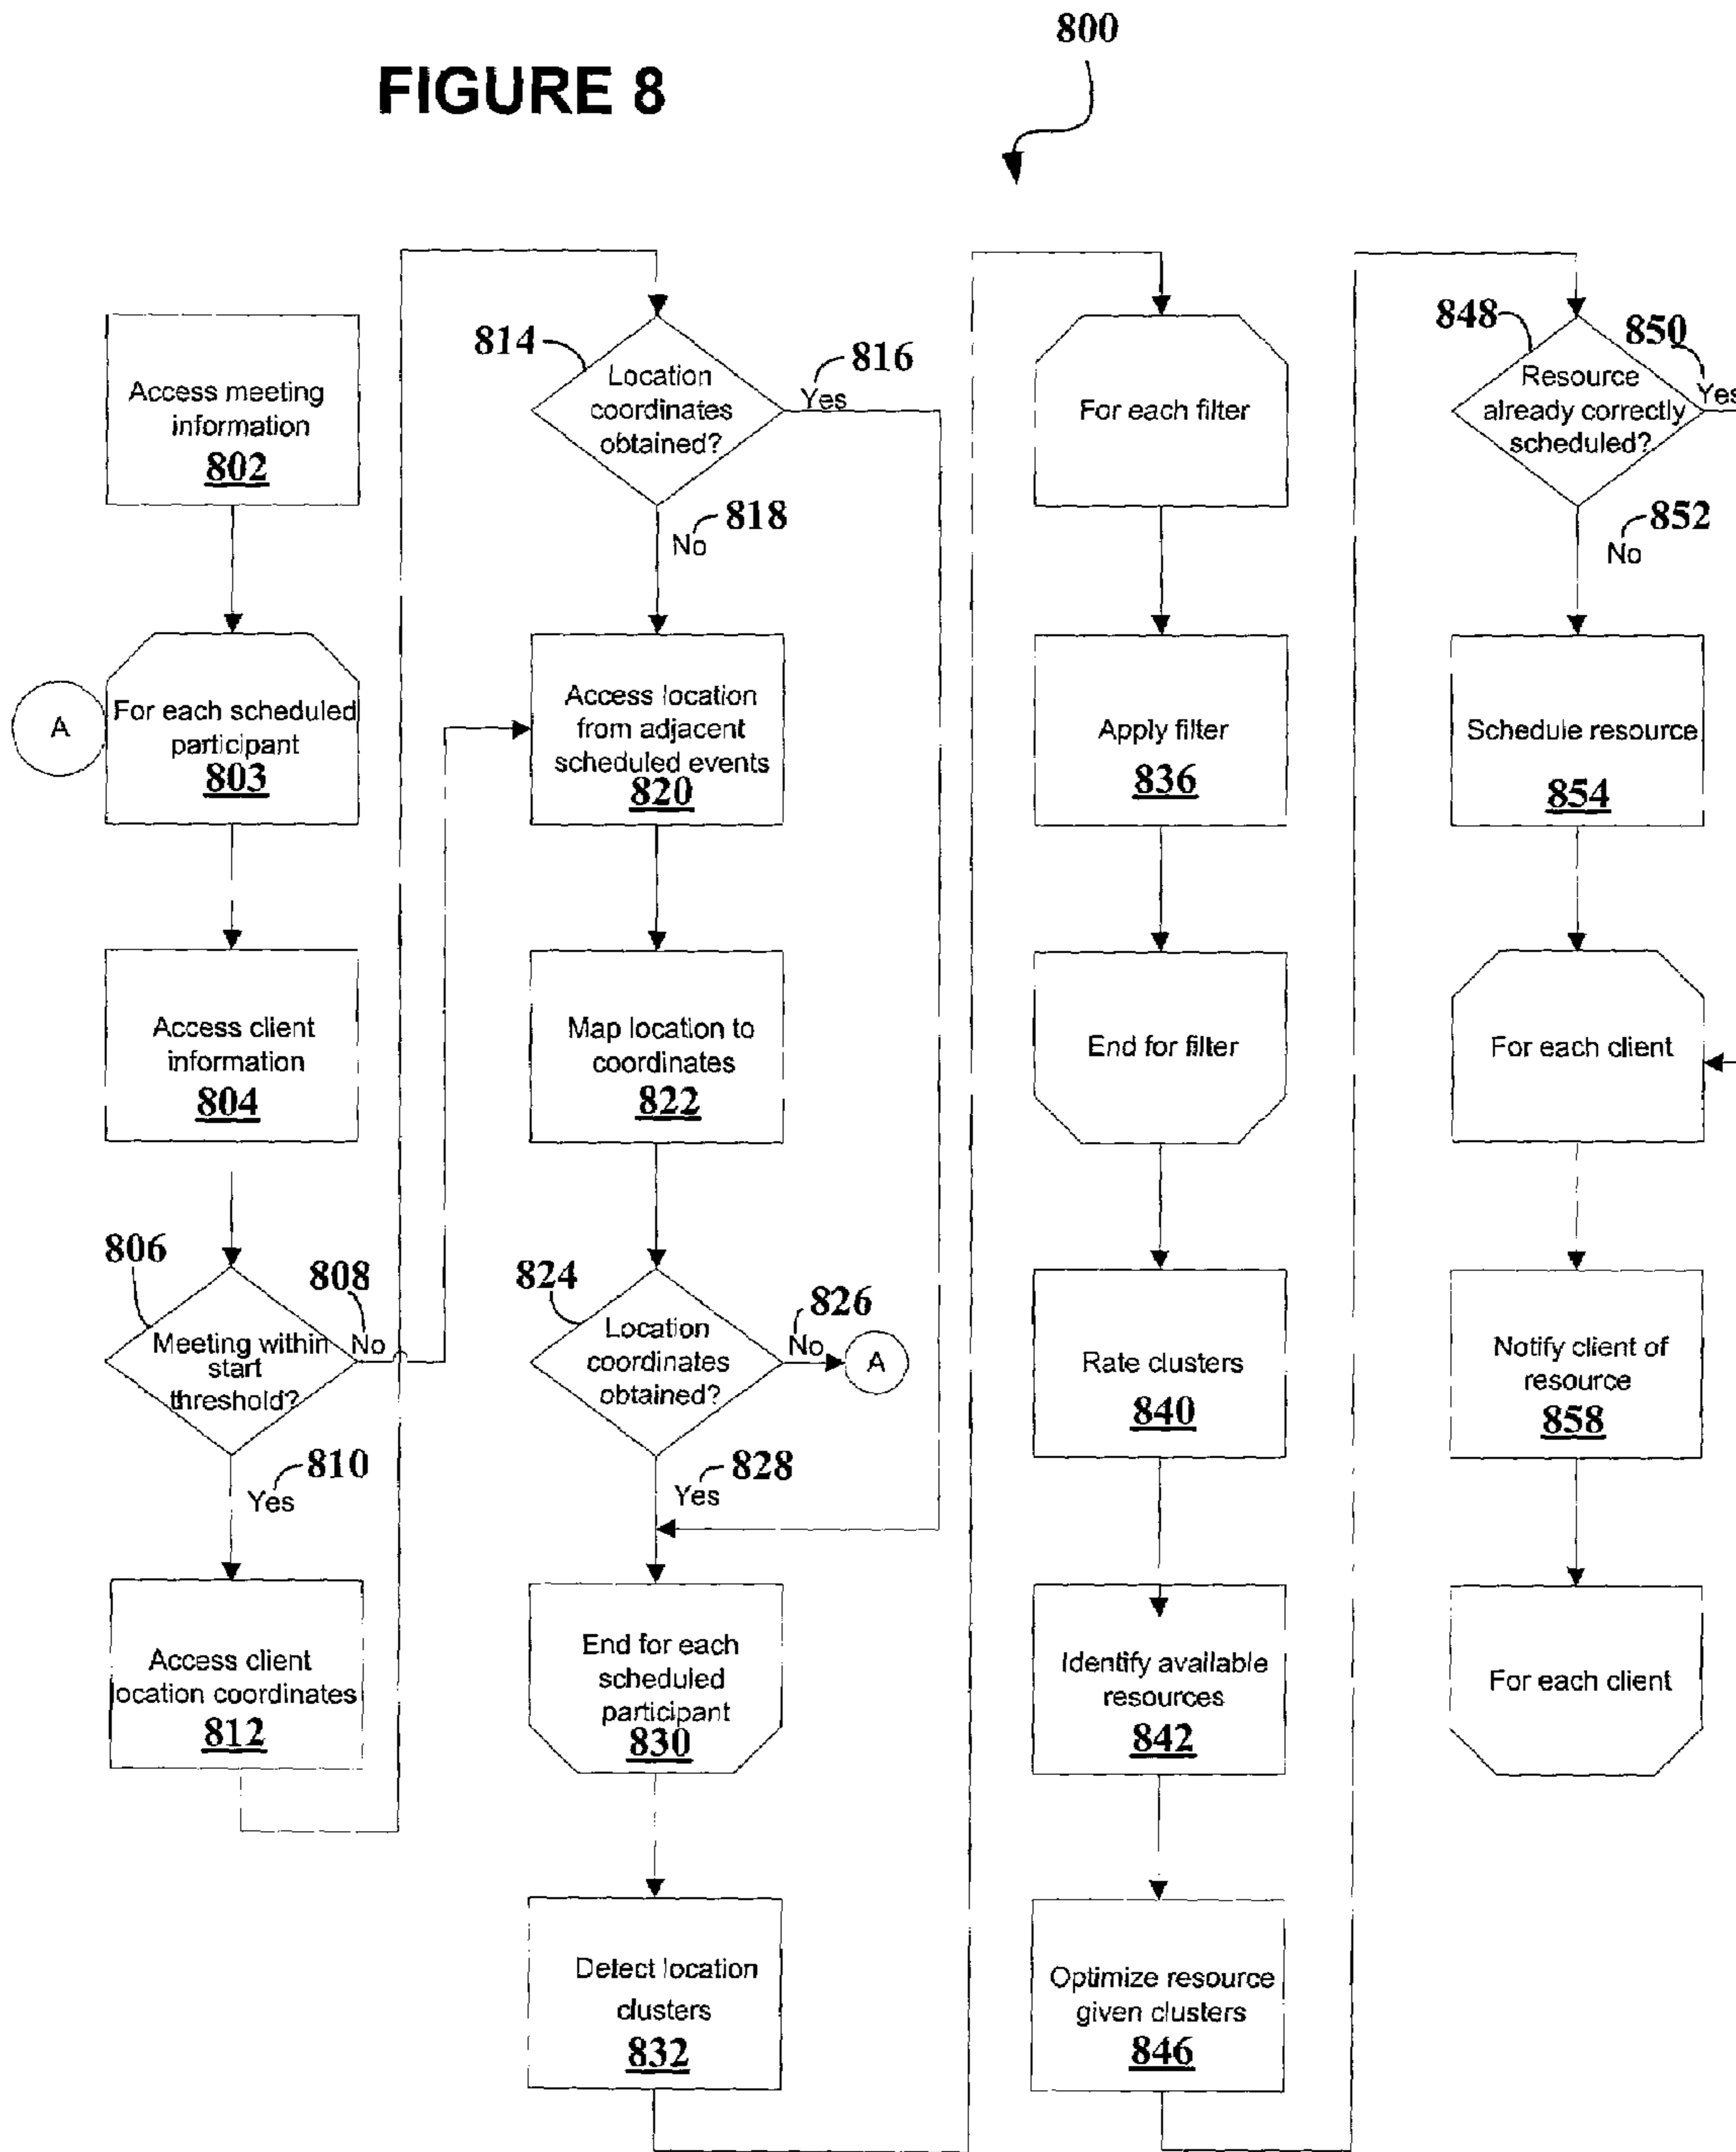 FIGURE 8
800
Access meeting
information
802
A
For each scheduled
participant
803
Access client
information
804
806
808
Meeting within
start
threshold?
No
810
Yes
Access client
location coordinates
812
814
816
Location
coordinates
obtained?
Yes
818
No
Access location
from adjacent
scheduled events
820
Map location to
coordinates
822
824
826
Location
coordinates
obtained?
No
A
828
Yes
End for each
scheduled
participant
830
Detect location
clusters
832
For each filter
Apply filter
836
End for filter
Rate clusters
840
Identify available
resources
842
Optimize resource
given clusters
846
848
850
Resource
already correctly
scheduled?
Yes
852
No
Schedule resource
854
For each client
Notify client of
resource
858
For each client